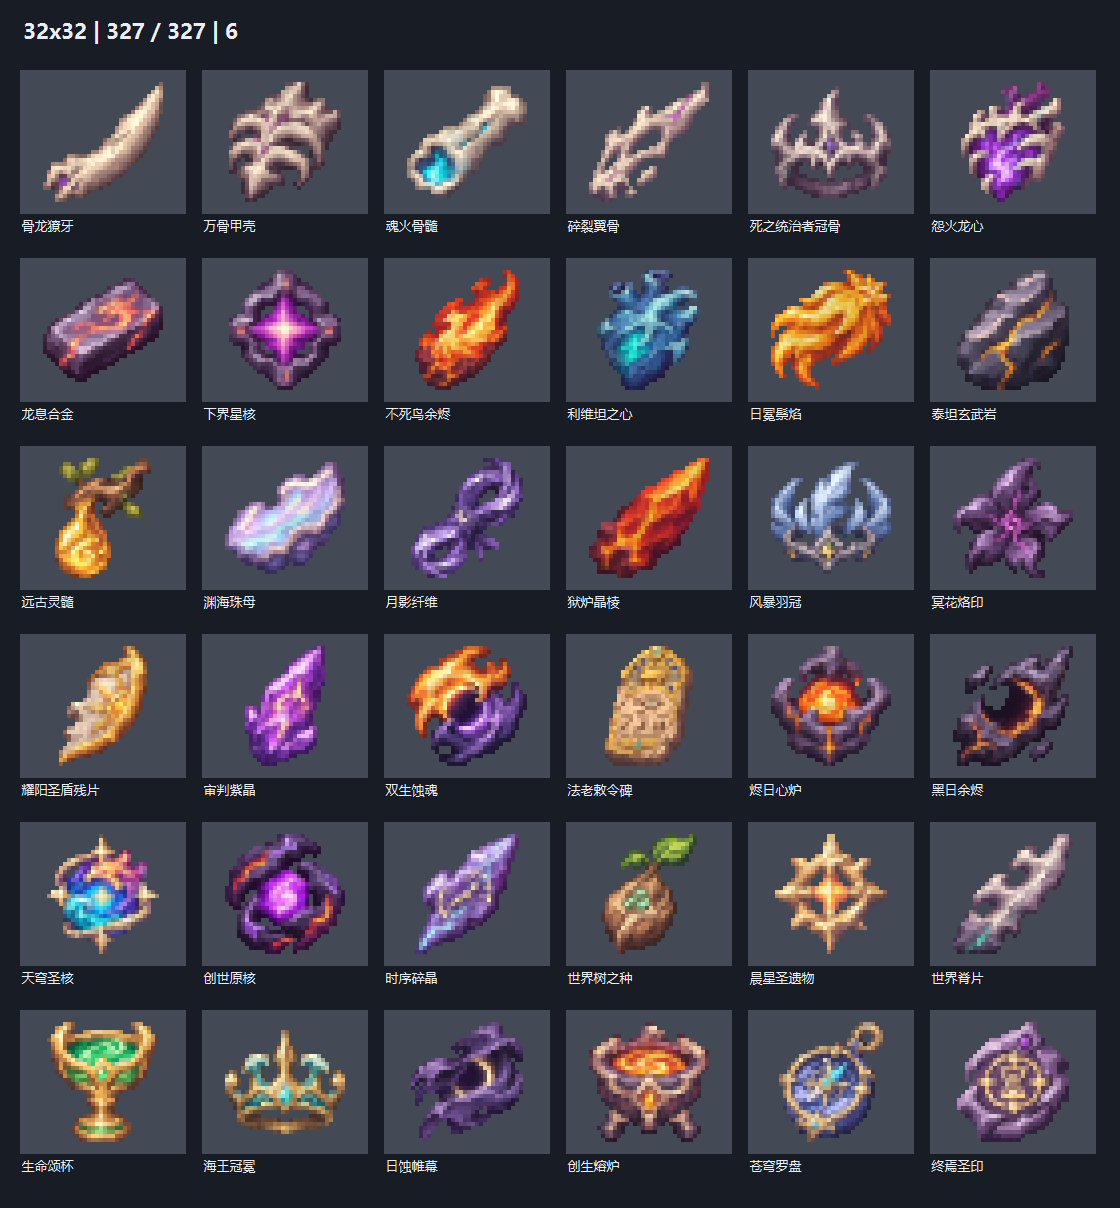 32x32 | 327 / 327 | 6
骨龙獠牙
万骨甲壳
魂火骨髓
碎裂翼骨
死之统治者冠骨
怨火龙心
龙息合金
下界星核
不死鸟余烬
利维坦之心
日冕鬃焰
泰坦玄武岩
远古灵髓
渊海珠母
月影纤维
狱炉晶棱
风暴羽冠
冥花烙印
耀阳圣盾残片
审判紫晶
双生蚀魂
法老敕令碑
烬日心炉
黑日余烬
天穹圣核
创世原核
时序碎晶
世界树之种
晨星圣遗物
世界脊片
生命颂杯
海王冠冕
日蚀帷幕
创生熔炉
苍穹罗盘
终焉圣印